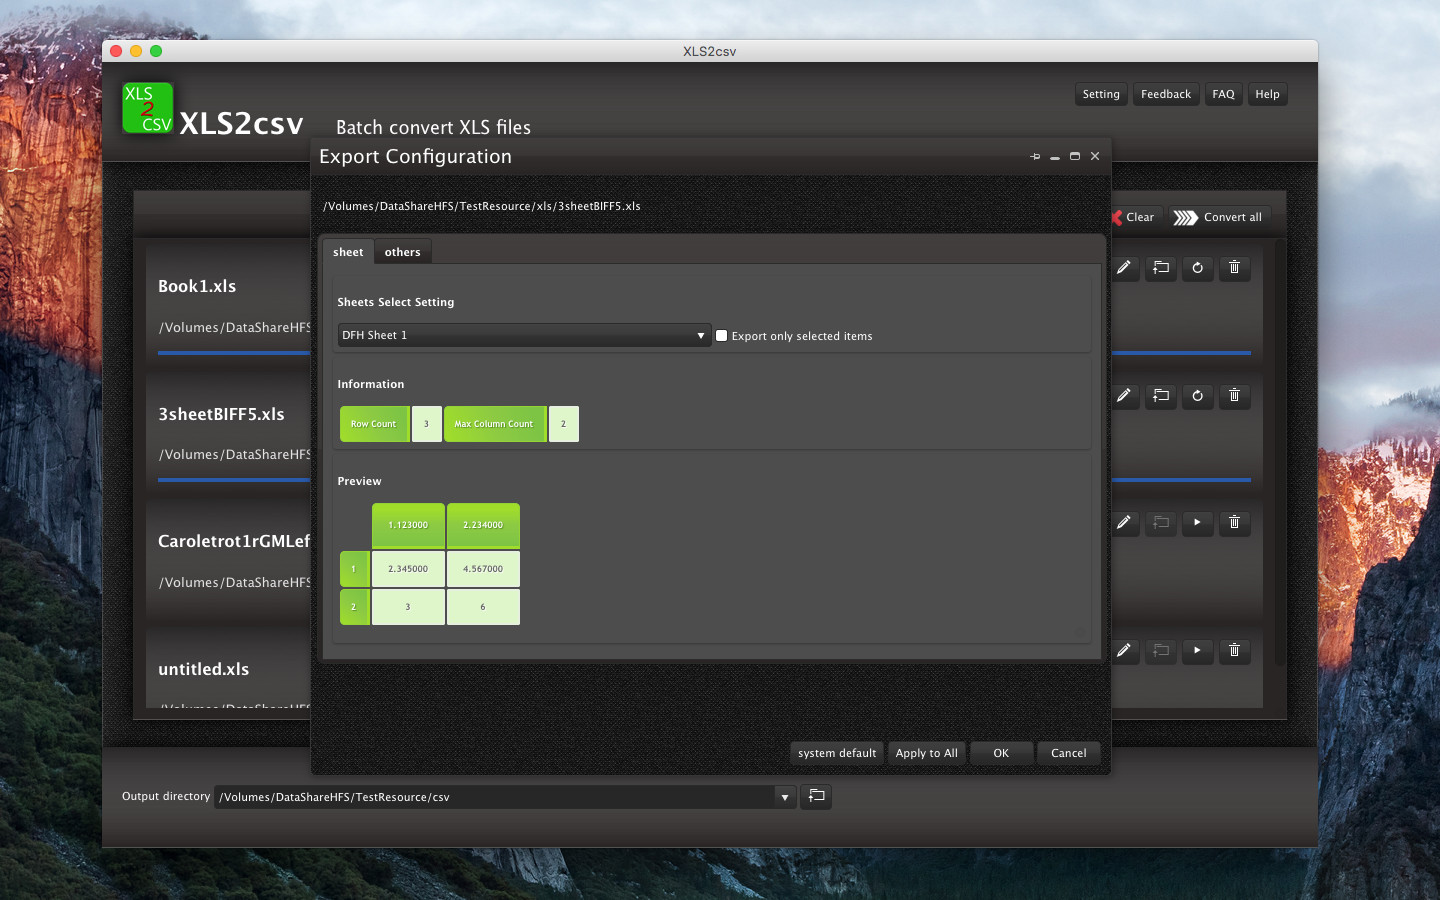 XLS2csv
XLS
2
CSV
XLS2csv
Batch convert XLS files
Setting
Feedback
FAQ
Help
Export Configuration
/Volumes/DataShareHFS/TestResource/xls/3sheetBIFF5.xls
Clear
Convert all
sheet
others
Book1.xls
/Volumes/DataShareHFS
Sheets Select Setting
DFH Sheet 1
Export only selected items
Information
3sheetBIFF5.xls
Row Count
3
Max Column Count
2
/Volumes/DataShareHFS
Preview
1.123000
2.234000
1
2.345000
4.567000
2
3
6
Caroletrot1rGMLef
/Volumes/DataShareHFS
untitled.xls
/Volumes/DataShareHFS
system default
Apply to All
OK
Cancel
Output directory
/Volumes/DataShareHFS/TestResource/csv